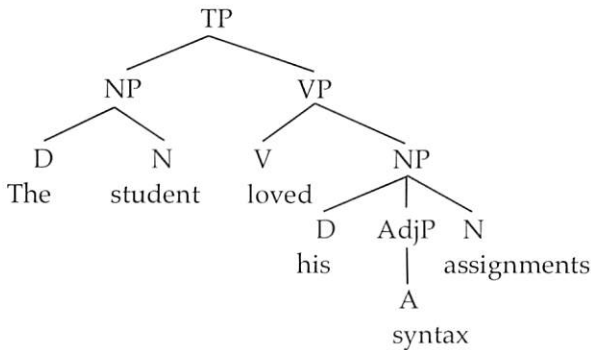 TP
NP VP
D N V NP
The student loved
D AdjP N
his assignments
A
syntax